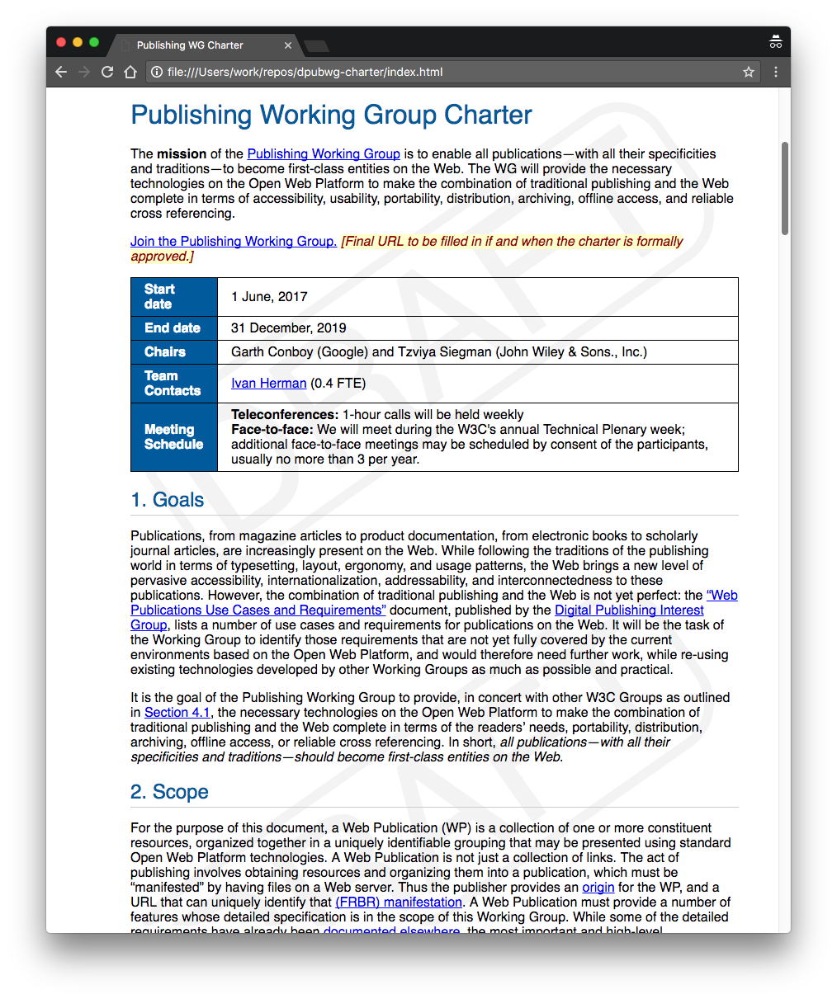 Publishing WG Charter
file:///Users/work/repos/dpubwg-charter/index.html
Publishing Working Group Charter
The mission of the Publishing Working Group is to enable all publications—with all their specificities
and traditions—to become first-class entities on the Web. The WG will provide the necessary
technologies on the Open Web Platform to make the combination of traditional publishing and the Web
complete in terms of accessibility, usability, portability, distribution, archiving, offline access, and reliable
cross referencing.
Join the Publishing Working Group. [Final URL to be filled in if and when the charter is formally
approved.]
Start
date
1 June, 2017
End date
31 December, 2019
Chairs
Garth Conboy (Google) and Tzviya Siegman (John Wiley & Sons., Inc.)
Team
Contacts
Ivan Herman (0.4 FTE)
Meeting
Schedule
Teleconferences: 1-hour calls will be held weekly
Face-to-face: We will meet during the W3C's annual Technical Plenary week;
additional face-to-face meetings may be scheduled by consent of the participants,
usually no more than 3 per year.
1. Goals
Publications, from magazine articles to product documentation, from electronic books to scholarly
journal articles, are increasingly present on the Web. While following the traditions of the publishing
world in terms of typesetting, layout, ergonomy, and usage patterns, the Web brings a new level of
pervasive accessibility, internationalization, addressability, and interconnectedness to these
publications. However, the combination of traditional publishing and the Web is not yet perfect: the “Web
Publications Use Cases and Requirements” document, published by the Digital Publishing Interest
Group, lists a number of use cases and requirements for publications on the Web. It will be the task of
the Working Group to identify those requirements that are not yet fully covered by the current
environments based on the Open Web Platform, and would therefore need further work, while re-using
existing technologies developed by other Working Groups as much as possible and practical.
It is the goal of the Publishing Working Group to provide, in concert with other W3C Groups as outlined
in Section 4.1, the necessary technologies on the Open Web Platform to make the combination of
traditional publishing and the Web complete in terms of the readers’ needs, portability, distribution,
archiving, offline access, or reliable cross referencing. In short, all publications—with all their
specificities and traditions—should become first-class entities on the Web.
2. Scope
For the purpose of this document, a Web Publication (WP) is a collection of one or more constituent
resources, organized together in a uniquely identifiable grouping that may be presented using standard
Open Web Platform technologies. A Web Publication is not just a collection of links. The act of
publishing involves obtaining resources and organizing them into a publication, which must be
“manifested” by having files on a Web server. Thus the publisher provides an origin for the WP, and a
URL that can uniquely identify that (FRBR) manifestation. A Web Publication must provide a number of
features whose detailed specification is in the scope of this Working Group. While some of the detailed
requirements have already been documented elsewhere, the most important and high-level
DRAFT
DRAFT